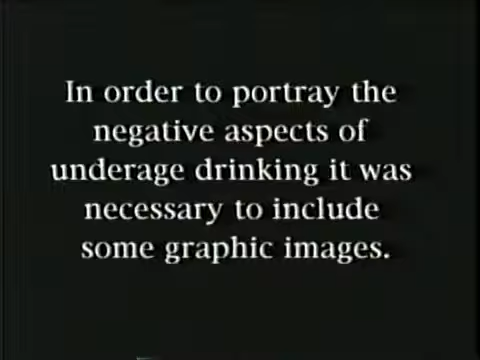 In order to portray the
negative aspects of
underage drinking it was
necessary to include
some graphic images.